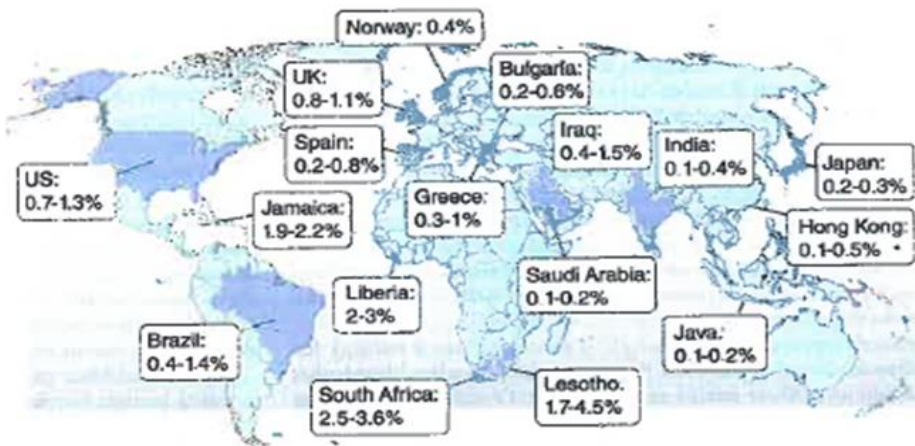 Norway: 0.4%
UK:
0.8-1.1%
Bulgaria:
0.2-0.6%
Spain:
0.2-0.8%
Iraq:
0.4-1.5%
India:
0.1-0.4%
Japan:
0.2-0.3%
US:
0.7-1.3%
Jamaica:
1.9-2.2%
Greece:
0.3-1%
Hong Kong:
0.1-0.5%
Saudi Arabia:
0.1-0.2%
Liberia:
2-3%
Java:
0.1-0.2%
Brazil:
0.4-1.4%
South Africa:
2.5-3.6%
Lesotho.
1.7-4.5%